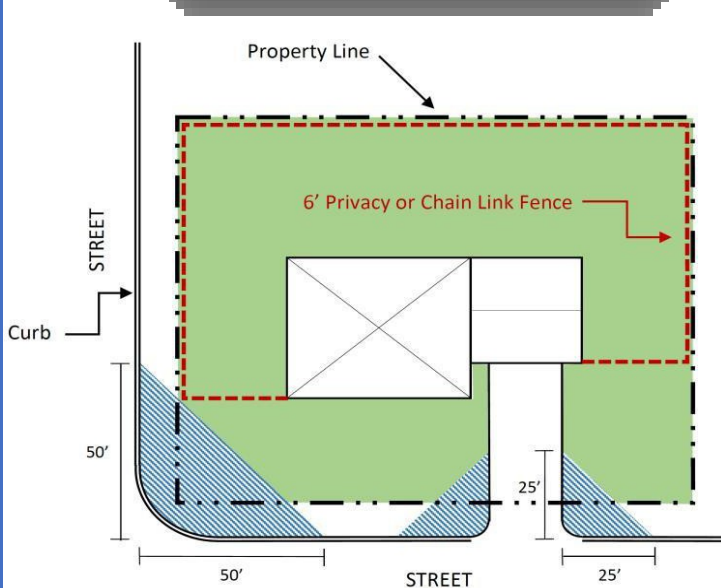 Property Line
6’ Privacy or Chain Link Fence
STREET
Curb
50’
25’
50’
STREET
25’